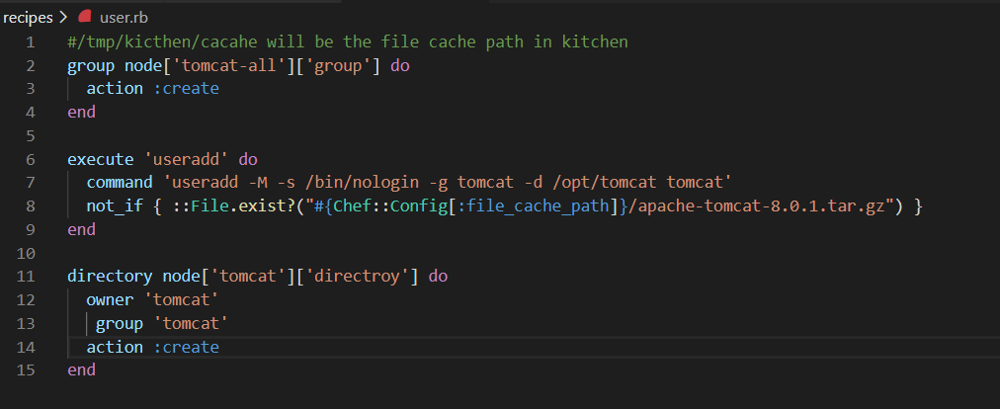 recipes > user.rb
1 #/tmp/kicthen/cacahe will be the file cache path in kitchen
2 group node['tomcat-all']['group'] do
3   action :create
4 end
5
6 execute 'useradd' do
7   command 'useradd -M -s /bin/nologin -g tomcat -d /opt/tomcat tomcat'
8   not_if { ::File.exist?("#{Chef::Config[:file_cache_path]}/apache-tomcat-8.0.1.tar.gz") }
9 end
10
11 directory node['tomcat']['directroy'] do
12   owner 'tomcat'
13    group 'tomcat'
14   action :create
15 end